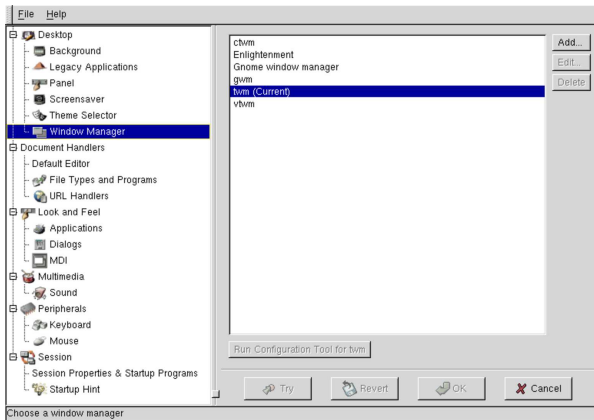 File Help
Desktop
Background
Legacy Applications
Panel
Screensaver
Theme Selector
Window Manager
Document Handlers
Default Editor
File Types and Programs
URL Handlers
Look and Feel
Applications
Dialogs
MDI
Multimedia
Sound
Peripherals
Keyboard
Mouse
Session
Session Properties & Startup Programs
Startup Hint
ctwm
Enlightenment
Gnome window manager
gwm
twm (Current)
vtwm
Add...
Edit...
Delete
Run Configuration Tool for twm
Try Revert OK Cancel
Choose a window manager